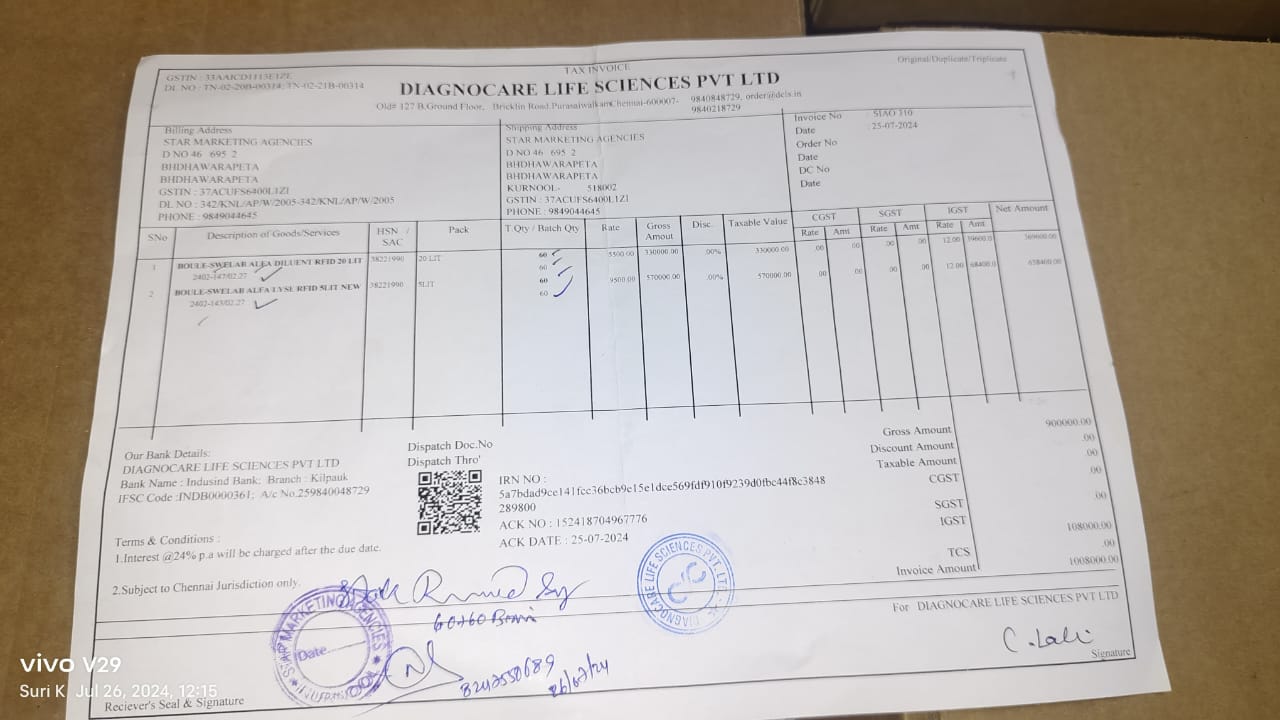 TAX INVOICE
Original/Duplicate/Triplicate
GSTIN : 33AAICD1113E1ZE
DL NO : TN-02-20B-00314; TN-02-21B-00314
DIAGNOCARE LIFE SCIENCES PVT LTD
Old# 127 B,Ground Floor, Bricklin Road,Purasaiwalkam,Chennai-600007- 9840848729, order@dcls.in
9840218729
Billing Address
STAR MARKETING AGENCIES
D NO 46 695 2
BHDHAWARAPETA
BHDHAWARAPETA
GSTIN : 37ACUFS6400L1ZI
DL NO : 342/KNL/AP/W/2005-342/KNL/AP/W/2005
PHONE : 9849044645
Shipping Address
STAR MARKETING AGENCIES
D NO 46 695 2
BHDHAWARAPETA
BHDHAWARAPETA
KURNOOL- 518002
GSTIN : 37ACUFS6400L1ZI
PHONE : 9849044645
Invoice No : SIAO 310
Date : 25-07-2024
Order No
Date
DC No
Date
SNo Description of Goods/Services HSN / SAC Pack T.Qty / Batch Qty Rate Gross Amout Disc. Taxable Value CGST SGST IGST Net Amount
Rate Amt Rate Amt Rate Amt
1 BOULE-SWELAB ALFA DILUENT RFID 20 LIT 38221990 20 LIT 60 5500.00 330000.00 .00% 330000.00 .00 .00 .00 .00 12.00 39600.0 369600.00
2402-147/02.27 60
2 BOULE-SWELAB ALFA LYSE RFID 5LIT NEW 38221990 5LIT 60 9500.00 570000.00 .00% 570000.00 .00 .00 .00 .00 12.00 68400.0 638400.00
2402-143/02.27 60
Our Bank Details:
DIAGNOCARE LIFE SCIENCES PVT LTD
Bank Name : Indusind Bank; Branch : Kilpauk
IFSC Code :INDB0000361; A/c No.259840048729
Dispatch Doc.No
Dispatch Thro'
IRN NO :
5a7bdad9ce141fcc36bcb9e15e1dce569fdf910f9239d0fbc44f8c3848
289800
ACK NO : 152418704967776
ACK DATE : 25-07-2024
Gross Amount 900000.00
Discount Amount .00
Taxable Amount .00
CGST .00
SGST .00
IGST 108000.00
TCS .00
Invoice Amount 1008000.00
Terms & Conditions :
1.Interest @24% p.a will be charged after the due date.
2.Subject to Chennai Jurisdiction only.
STAR MARKETING AGENCIES
Date
DIAGNOCARE LIFE SCIENCES PVT. LTD.
For DIAGNOCARE LIFE SCIENCES PVT LTD
26/07/24
Signature
Reciever's Seal & Signature
vivo V29
Suri K Jul 26, 2024, 12:15